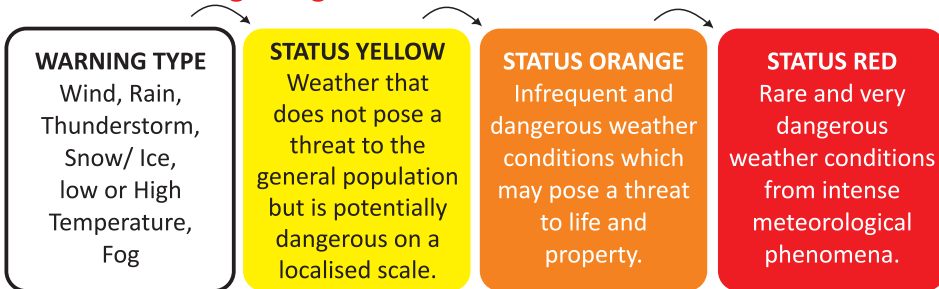 WARNING TYPE
Wind, Rain,
Thunderstorm,
Snow/ Ice,
low or High
Temperature,
Fog
STATUS YELLOW
Weather that
does not pose a
threat to the
general population
but is potentially
dangerous on a
localised scale.
STATUS ORANGE
Infrequent and
dangerous weather
conditions which
may pose a threat
to life and
property.
STATUS RED
Rare and very
dangerous
weather conditions
from intense
meteorological
phenomena.